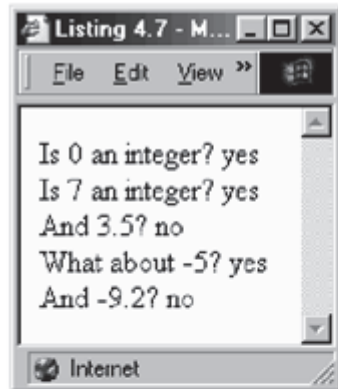 Listing 4.7 - M...
File Edit View »
Is 0 an integer? yes
Is 7 an integer? yes
And 3.5? no
What about -5? yes
And -9.2? no
Internet